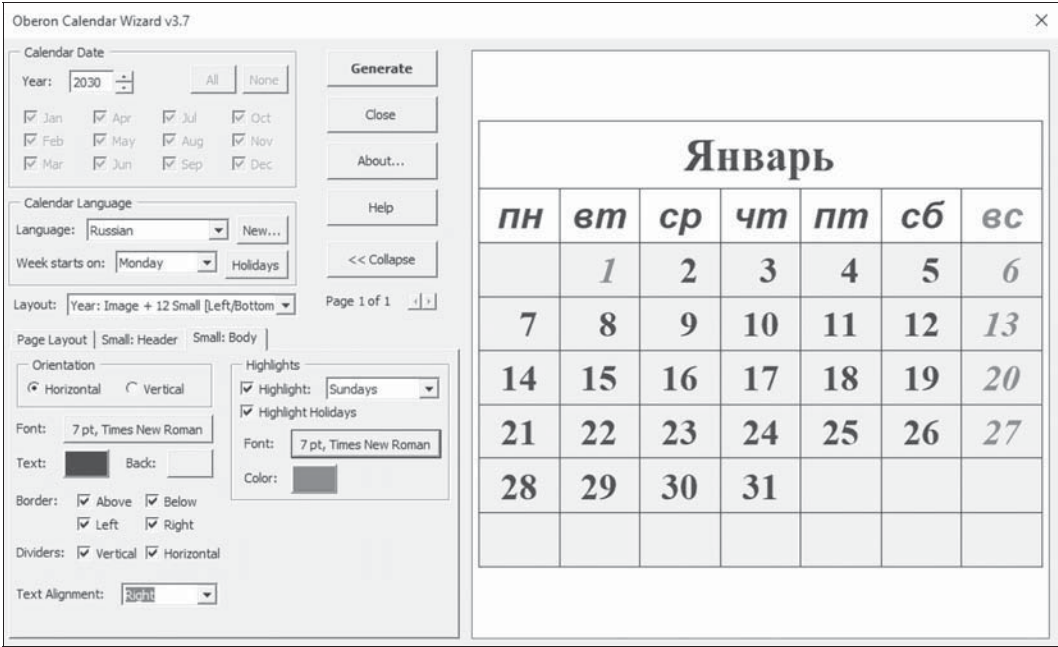 Oberon Calendar Wizard v3.7
Calendar Date
Year: 2030 All None
Jan Apr Jul Oct
Feb May Aug Nov
Mar Jun Sep Dec
Calendar Language
Language: Russian New...
Week starts on: Monday Holidays
Layout: Year: Image + 12 Small [Left/Bottom
Page Layout Small: Header Small: Body
Orientation
Horizontal Vertical
Font: 7 pt, Times New Roman
Text: Back:
Border: Above Below
Left Right
Dividers: Vertical Horizontal
Text Alignment: Right
Highlights
Highlight: Sundays
Highlight Holidays
Font: 7 pt, Times New Roman
Color:
Generate
Close
About...
Help
<< Collapse
Page 1 of 1
Январь
пн вт ср чт пт сб вс
1 2 3 4 5 6
7 8 9 10 11 12 13
14 15 16 17 18 19 20
21 22 23 24 25 26 27
28 29 30 31